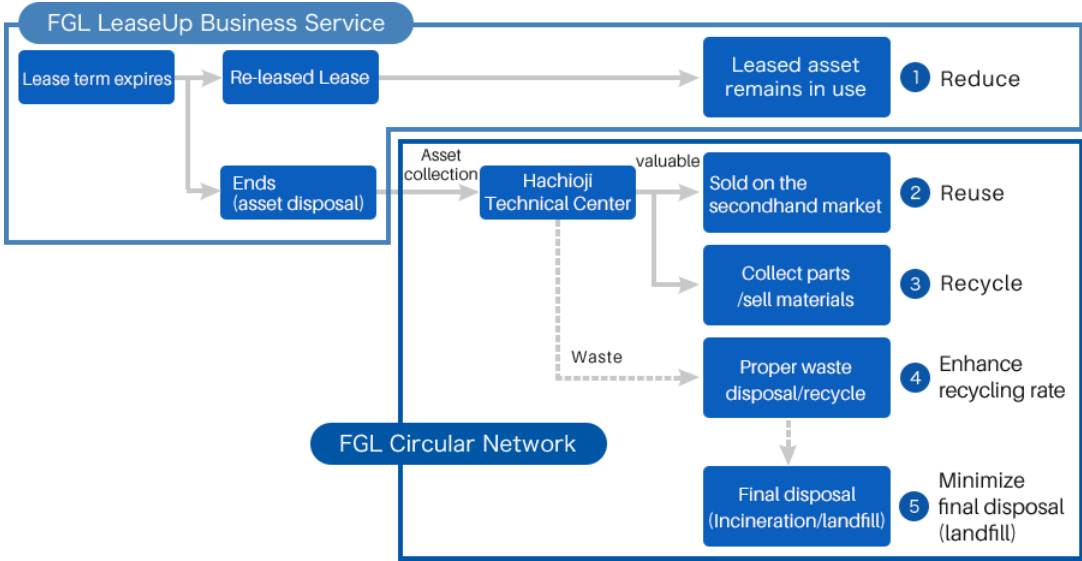 FGL LeaseUp Business Service
Lease term expires
Re-leased Lease
Leased asset
remains in use
1 Reduce
Ends
(asset disposal)
Asset
collection
Hachioji
Technical Center
valuable
Sold on the
secondhand market
2 Reuse
Collect parts
/sell materials
3 Recycle
Waste
Proper waste
disposal/recycle
4 Enhance
recycling rate
FGL Circular Network
Final disposal
(Incineration/landfill)
5 Minimize
final disposal
(landfill)